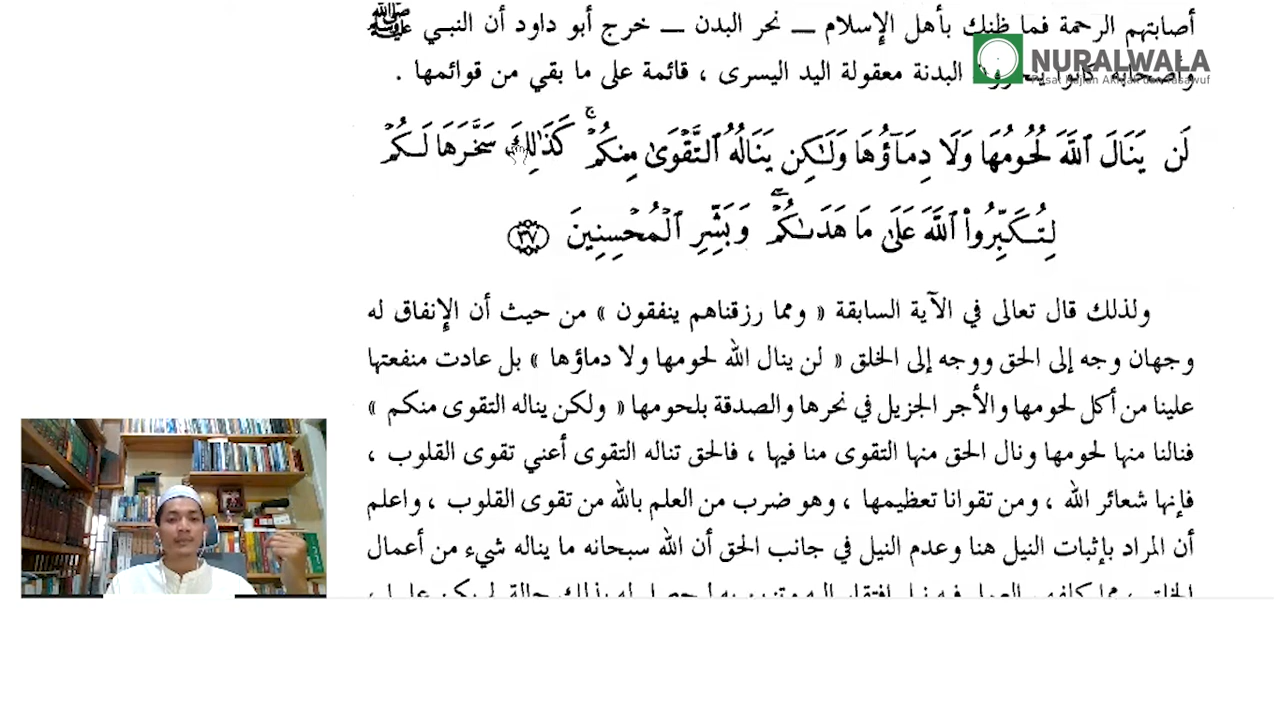 أصابتهم الرحمة فما ظنك بأهل الإسلام — نحر البدن — خرج أبو داود أن النبي ﷺ
NURALWALA
Pusat Kajian Akhlak dan Tasawuf
وأصحابه كانوا ينحرون البدنة معقولة اليد اليسرى ، قائمة على ما بقي من قوائمها .
لَن يَنَالَ ٱللَّهَ لُحُومُهَا وَلَا دِمَآؤُهَا وَلَـٰكِن يَنَالُهُ ٱلتَّقْوَىٰ مِنكُمْ ۚ كَذَٰلِكَ سَخَّرَهَا لَكُمْ
لِتُكَبِّرُوا۟ ٱللَّهَ عَلَىٰ مَا هَدَىٰكُمْ ۗ وَبَشِّرِ ٱلْمُحْسِنِينَ ﴿٣٧﴾
ولذلك قال تعالى في الآية السابقة « ومما رزقناهم ينفقون » من حيث أن الإنفاق له
وجهان وجه إلى الحق ووجه إلى الخلق « لن ينال الله لحومها ولا دماؤها » بل عادت منفعتها
علينا من أكل لحومها والأجر الجزيل في نحرها والصدقة بلحومها « ولكن يناله التقوى منكم »
فنالنا منها لحومها ونال الحق منها التقوى منا فيها ، فالحق تناله التقوى أعني تقوى القلوب ،
فإنها شعائر الله ، ومن تقوانا تعظيمها ، وهو ضرب من العلم بالله من تقوى القلوب ، واعلم
أن المراد بإثبات النيل هنا وعدم النيل في جانب الحق أن الله سبحانه ما يناله شيء من أعمال